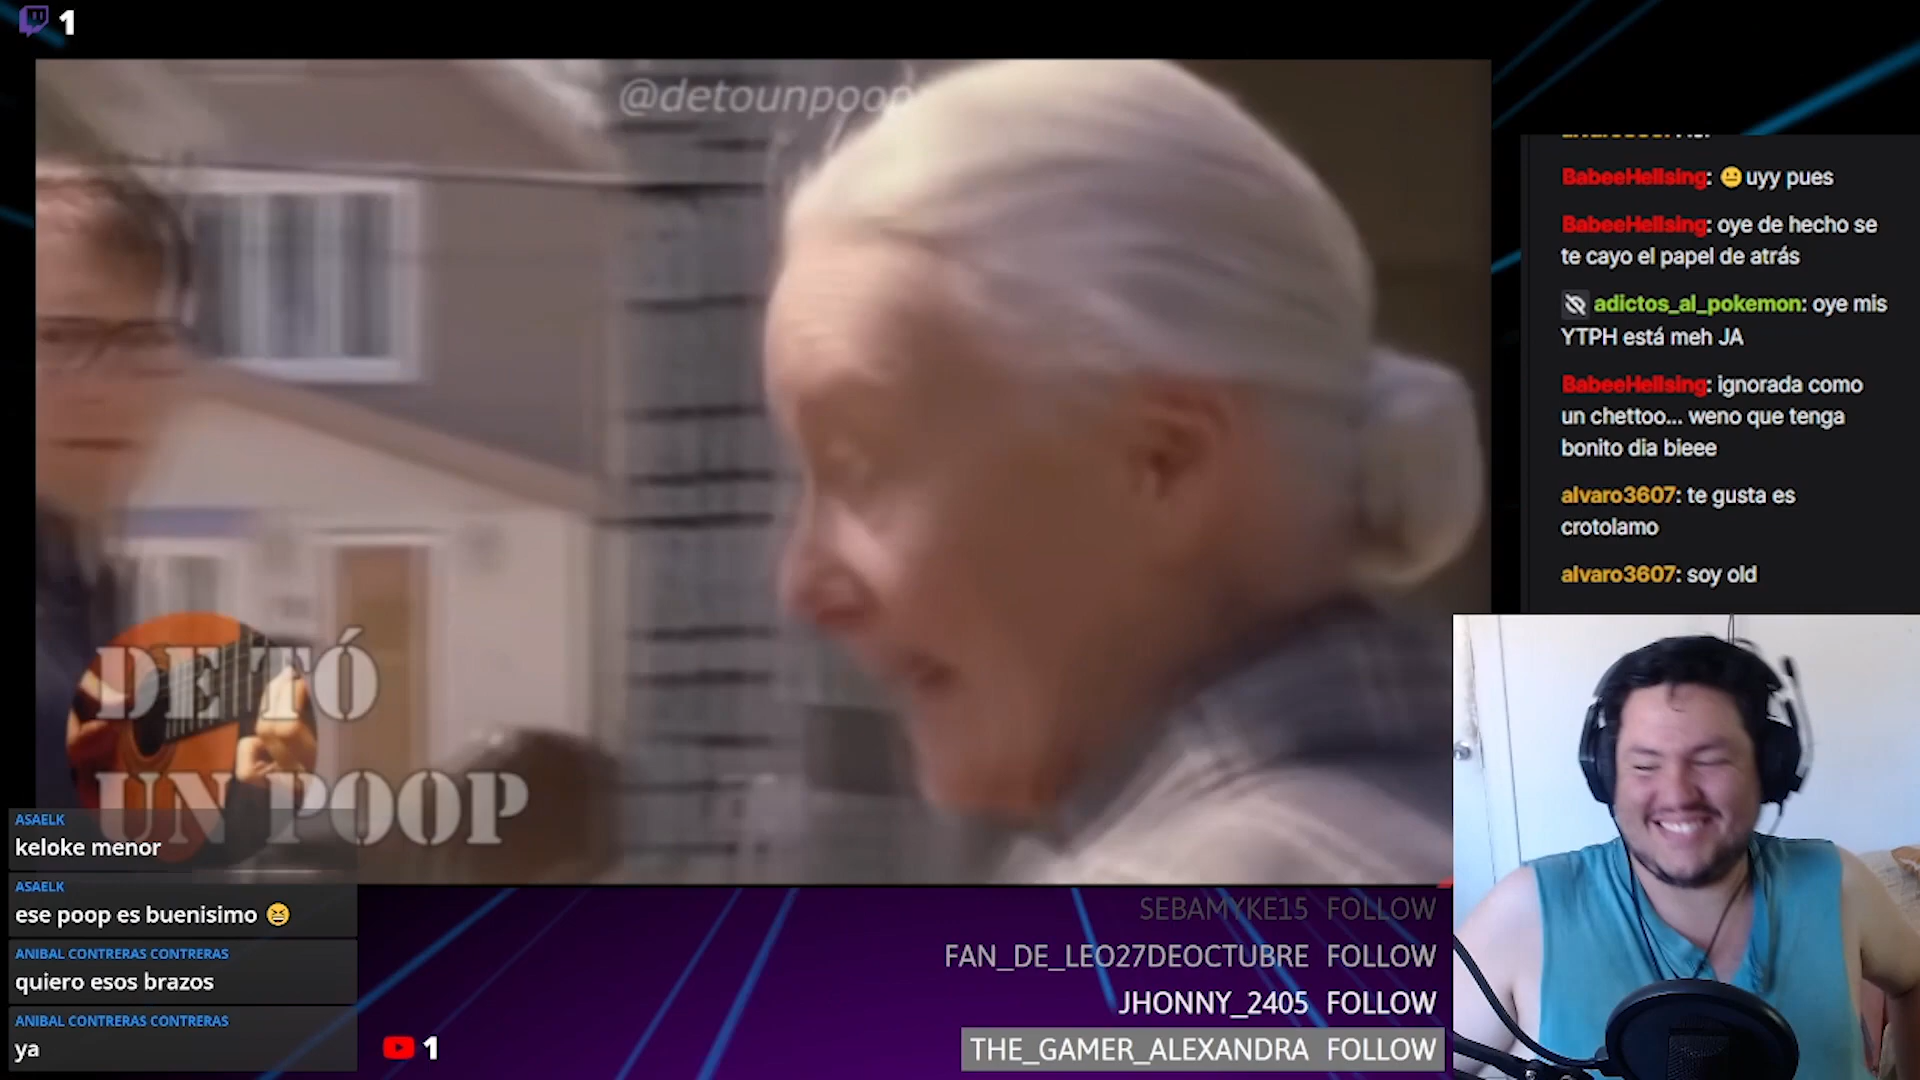 1
@detounpoop
DE TÓ
UN POOP
BabeeHellsing: 😐 uyy pues
BabeeHellsing: oye de hecho se
te cayo el papel de atrás
adictos_al_pokemon: oye mis
YTPH está meh JA
BabeeHellsing: ignorada como
un chettoo... weno que tenga
bonito dia bieee
alvaro3607: te gusta es
crotolamo
alvaro3607: soy old
ASAELK
keloke menor
ASAELK
ese poop es buenisimo 😆
ANIBAL CONTRERAS CONTRERAS
quiero esos brazos
ANIBAL CONTRERAS CONTRERAS
ya
1
SEBAMYKE15 FOLLOW
FAN_DE_LEO27DEOCTUBRE FOLLOW
JHONNY_2405 FOLLOW
THE_GAMER_ALEXANDRA FOLLOW